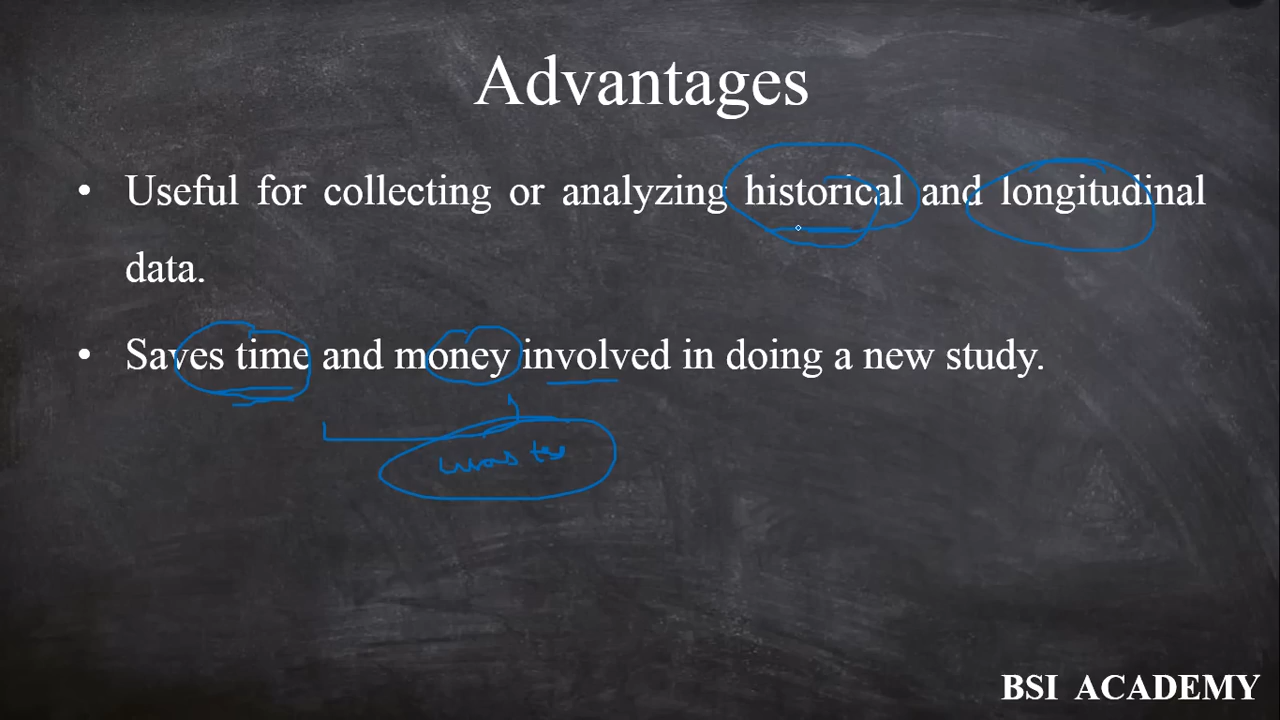 Advantages
• Useful for collecting or analyzing historical and longitudinal
data.
• Saves time and money involved in doing a new study.
BSI ACADEMY